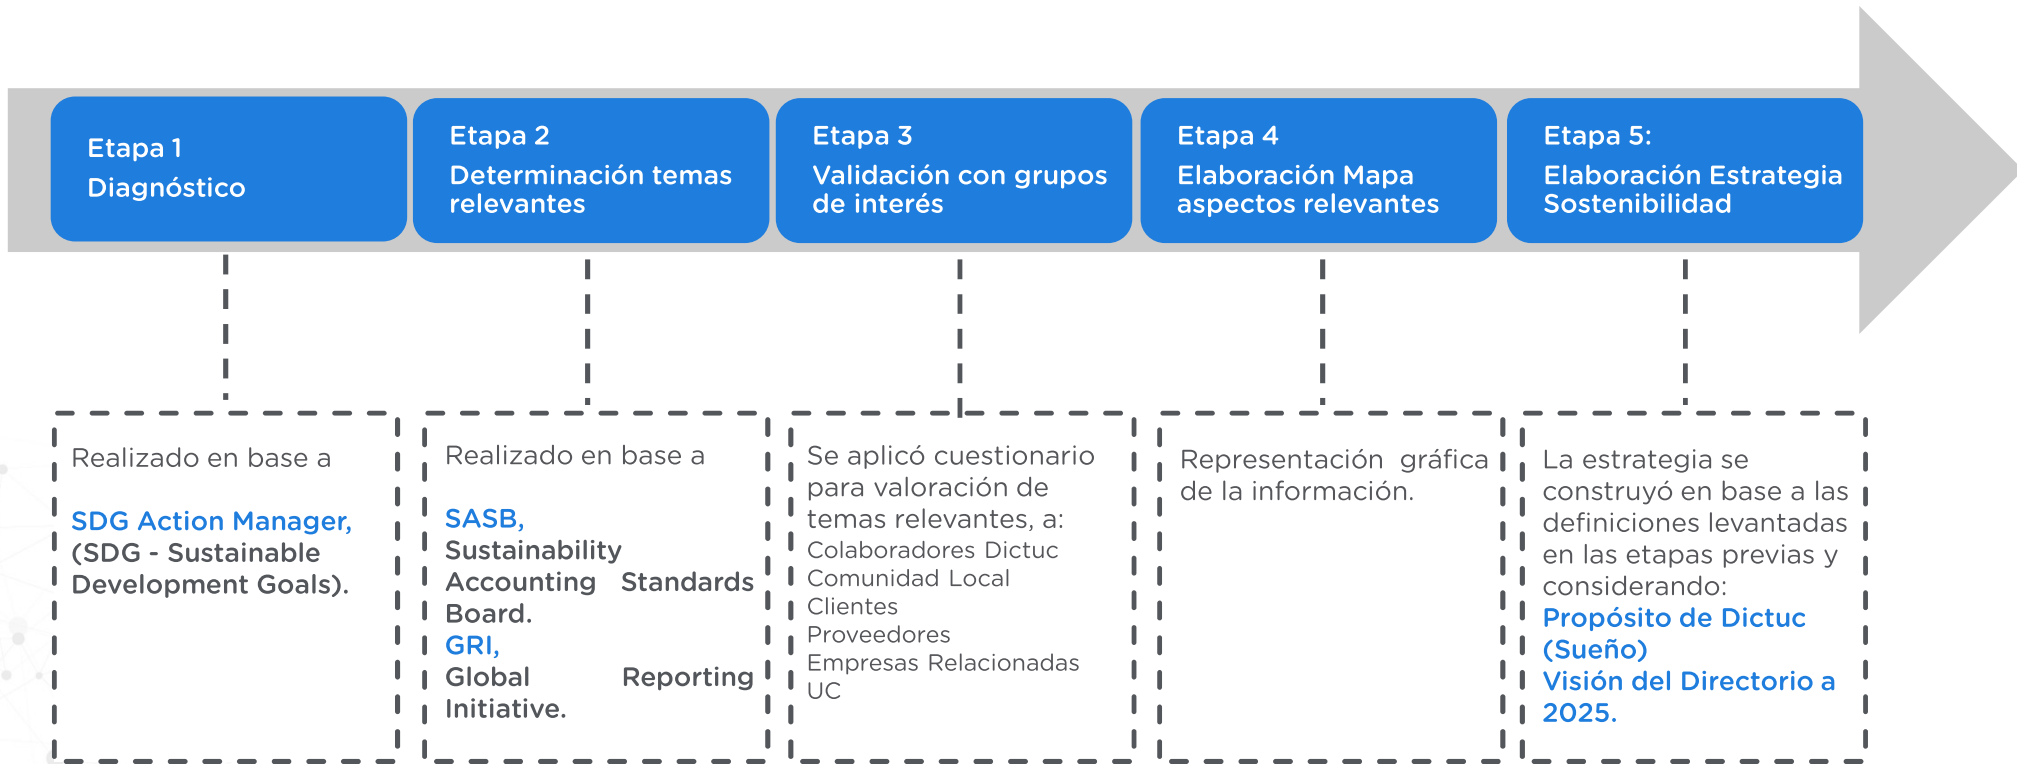 Etapa 1
Diagnóstico
Etapa 2
Determinación temas
relevantes
Etapa 3
Validación con grupos
de interés
Etapa 4
Elaboración Mapa
aspectos relevantes
Etapa 5:
Elaboración Estrategia
Sostenibilidad
Realizado en base a
SDG Action Manager,
(SDG - Sustainable
Development Goals).
Realizado en base a
SASB,
Sustainability
Accounting Standards
Board.
GRI,
Global Reporting
Initiative.
Se aplicó cuestionario
para valoración de
temas relevantes, a:
Colaboradores Dictuc
Comunidad Local
Clientes
Proveedores
Empresas Relacionadas
UC
Representación gráfica
de la información.
La estrategia se
construyó en base a las
definiciones levantadas
en las etapas previas y
considerando:
Propósito de Dictuc
(Sueño)
Visión del Directorio a
2025.